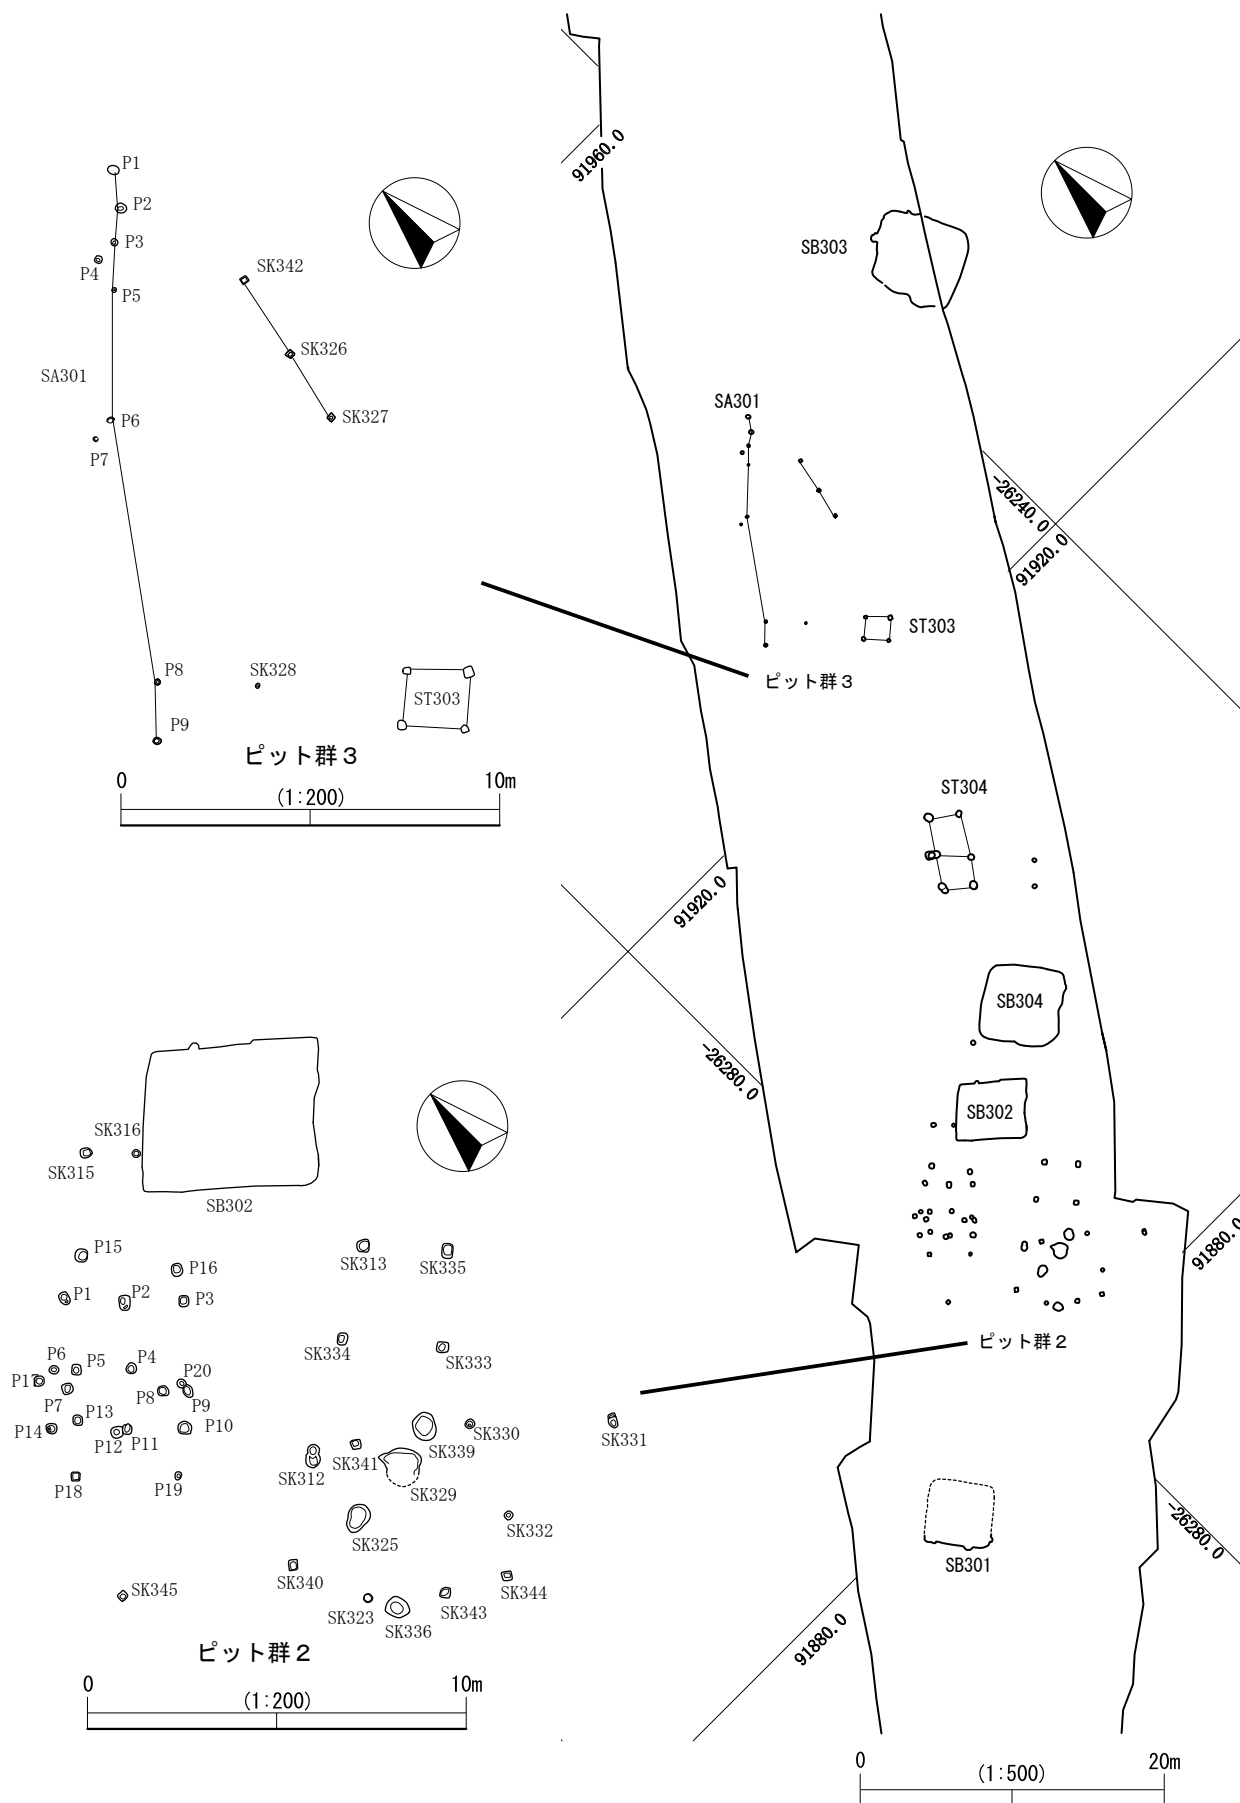 P1
P2
P3
P4
P5
SK342
SK326
SA301
P6
SK327
P7
P8
SK328
P9
ST303
ピット群3
0 10m
(1:200)
SK316
SK315
SB302
P15
P16
SK313
SK335
P1
P2
P3
SK334
SK333
P6
P5
P4
P20
P17
P7
P8
P9
P13
P14
P12
P11
P10
SK339
SK330
SK331
SK341
SK312
SK329
P18
P19
SK325
SK332
SK340
SK345
SK323
SK336
SK343
SK344
ピット群2
0 10m
(1:200)
91960.0
SB303
SA301
-26240.0
91920.0
ST303
ピット群3
ST304
91920.0
-26280.0
SB304
SB302
91880.0
ピット群2
SB301
-26280.0
91880.0
0 20m
(1:500)